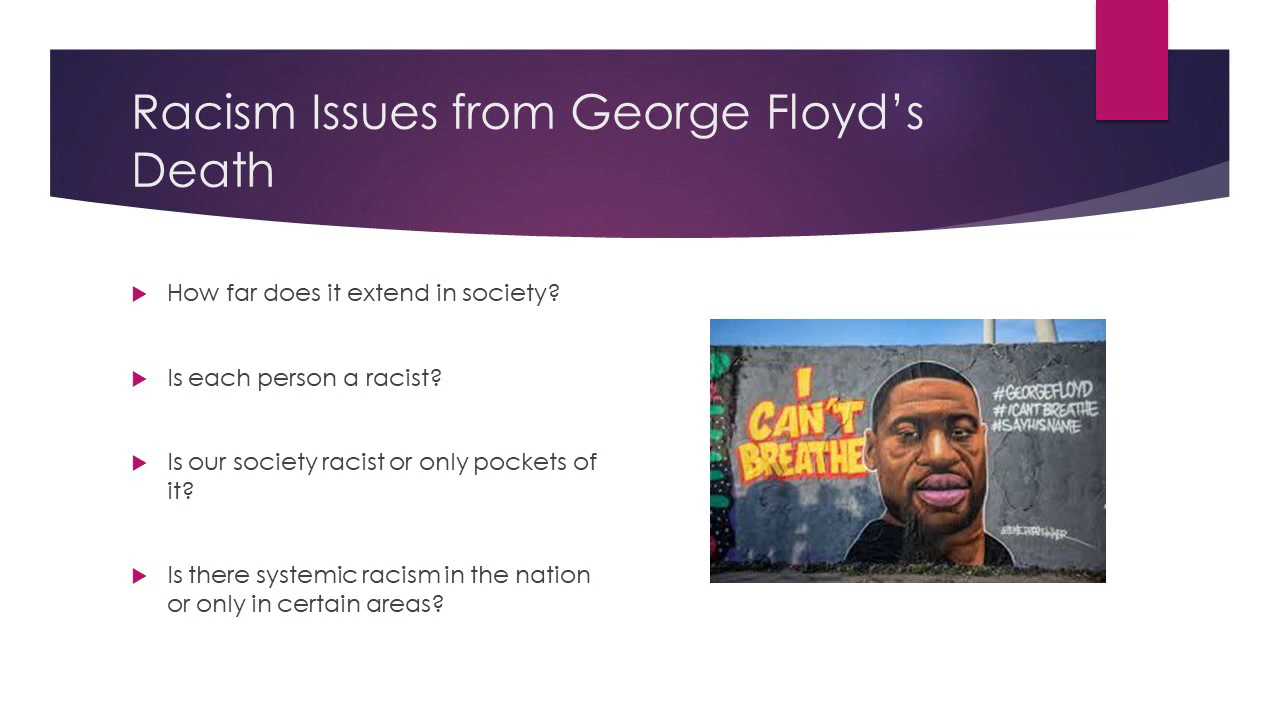 Racism Issues from George Floyd’s
Death
How far does it extend in society?
Is each person a racist?
Is our society racist or only pockets of
it?
Is there systemic racism in the nation
or only in certain areas?
I
CAN'T
BREATHE
#GEORGEFLOYD
#ICANTBREATHE
#SAYHISNAME